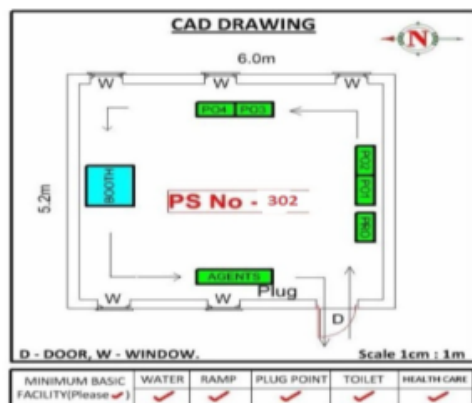 CAD DRAWING
N
6.0m
W W W
PO4 PO3
5.2m
BOOTH
PO2
PO1
PRO
PS No - 302
AGENTS
Plug
W W
D
D - DOOR, W - WINDOW. Scale 1cm : 1m
MINIMUM BASIC FACILITY(Please ✓) WATER RAMP PLUG POINT TOILET HEALTH CARE
✓ ✓ ✓ ✓ ✓